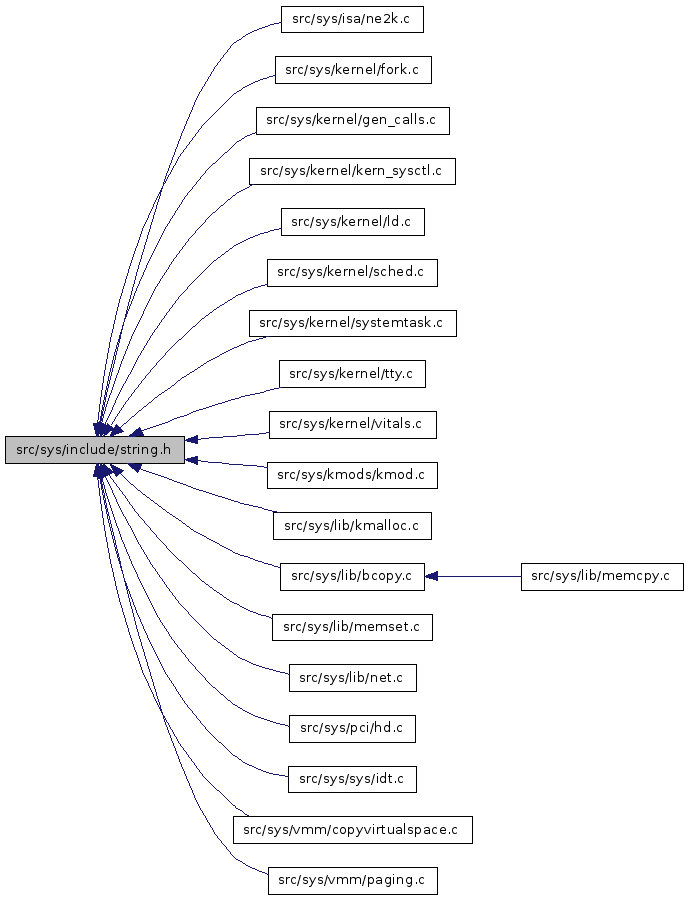 src/sys/isa/ne2k.c
src/sys/kernel/fork.c
src/sys/kernel/gen_calls.c
src/sys/kernel/kern_sysctl.c
src/sys/kernel/ld.c
src/sys/kernel/sched.c
src/sys/kernel/systemtask.c
src/sys/kernel/tty.c
src/sys/kernel/vitals.c
src/sys/include/string.h
src/sys/kmods/kmod.c
src/sys/lib/kmalloc.c
src/sys/lib/bcopy.c
src/sys/lib/memcpy.c
src/sys/lib/memset.c
src/sys/lib/net.c
src/sys/pci/hd.c
src/sys/sys/idt.c
src/sys/vmm/copyvirtualspace.c
src/sys/vmm/paging.c